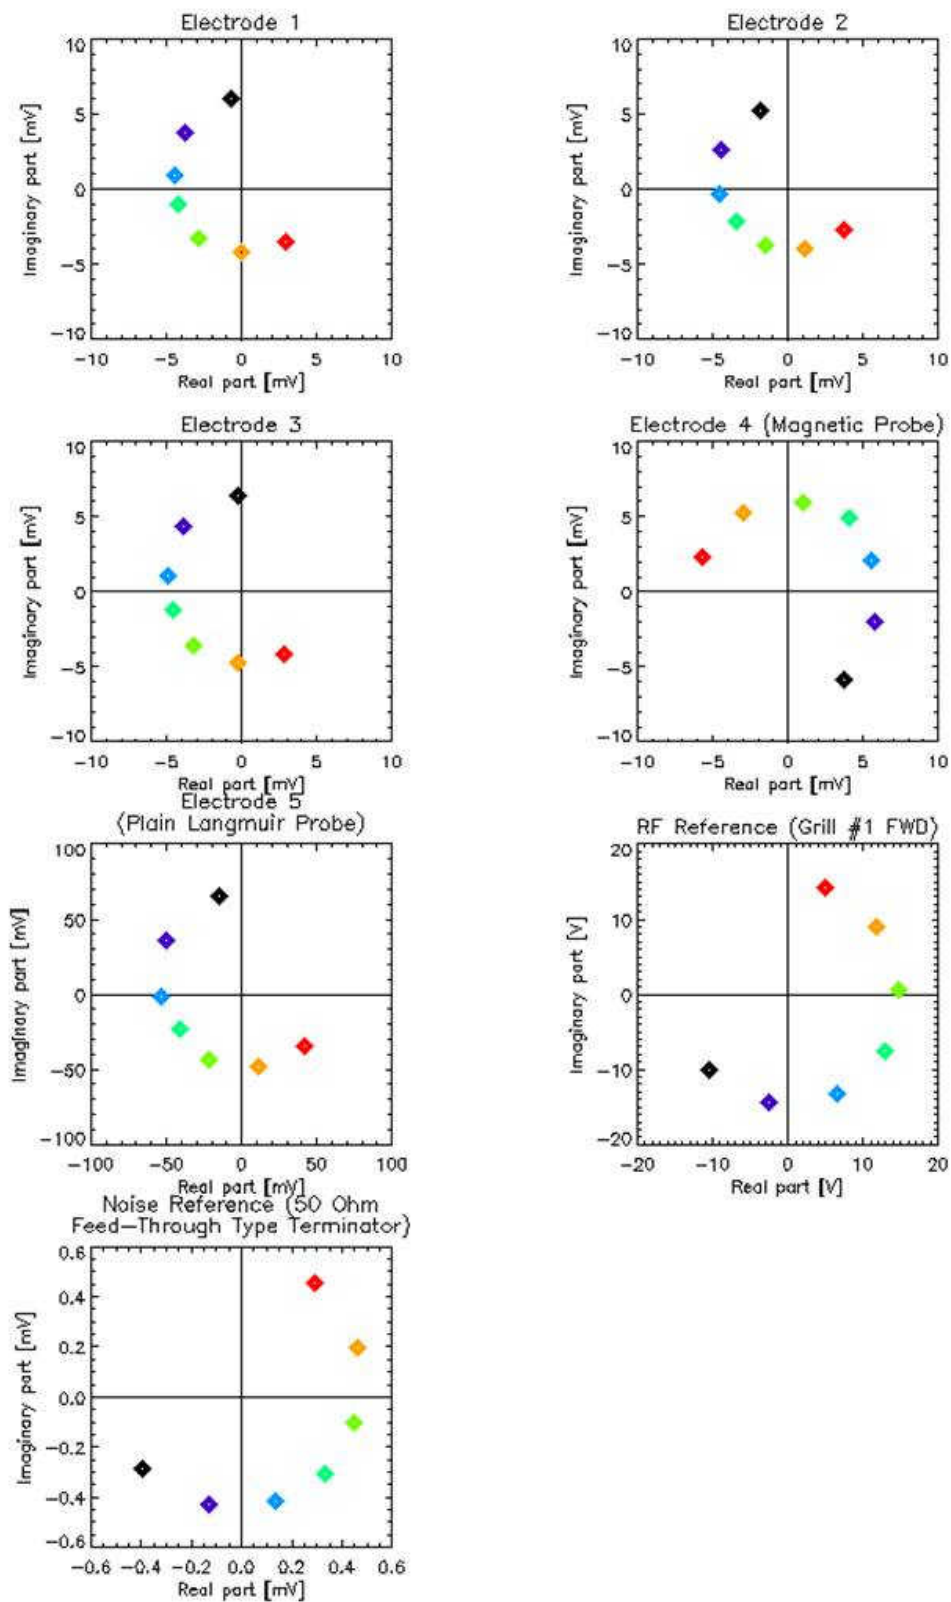 Electrode 1
10
5
0
−5
−10
Imaginary part [mV]
−10 −5 0 5 10
Real part [mV]
Electrode 2
10
5
0
−5
−10
Imaginary part [mV]
−10 −5 0 5 10
Real part [mV]
Electrode 3
10
5
0
−5
−10
Imaginary part [mV]
−10 −5 0 5 10
Real part [mV]
Electrode 4 (Magnetic Probe)
10
5
0
−5
−10
Imaginary part [mV]
−10 −5 0 5 10
Real part [mV]
Electrode 5
(Plain Langmuir Probe)
100
50
0
−50
−100
Imaginary part [mV]
−100 −50 0 50 100
Real part [mV]
RF Reference (Grill #1 FWD)
20
10
0
−10
−20
Imaginary part [V]
−20 −10 0 10 20
Real part [V]
Noise Reference (50 Ohm
Feed−Through Type Terminator)
0.6
0.4
0.2
0.0
−0.2
−0.4
−0.6
Imaginary part [mV]
−0.6 −0.4 −0.2 0.0 0.2 0.4 0.6
Real part [mV]